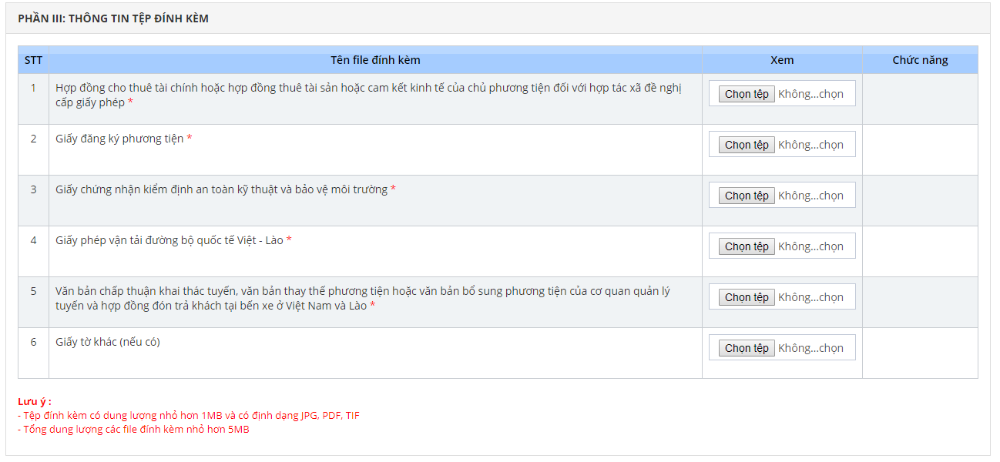 PHẦN III: THÔNG TIN TỆP ĐÍNH KÈM
STT Tên file đính kèm Xem Chức năng
1 Hợp đồng cho thuê tài chính hoặc hợp đồng thuê tài sản hoặc cam kết kinh tế của chủ phương tiện đối với hợp tác xã đề nghị
cấp giấy phép * Chọn tệp Không...chọn
2 Giấy đăng ký phương tiện * Chọn tệp Không...chọn
3 Giấy chứng nhận kiểm định an toàn kỹ thuật và bảo vệ môi trường * Chọn tệp Không...chọn
4 Giấy phép vận tải đường bộ quốc tế Việt - Lào * Chọn tệp Không...chọn
5 Văn bản chấp thuận khai thác tuyến, văn bản thay thế phương tiện hoặc văn bản bổ sung phương tiện của cơ quan quản lý
tuyến và hợp đồng đón trả khách tại bến xe ở Việt Nam và Lào * Chọn tệp Không...chọn
6 Giấy tờ khác (nếu có) Chọn tệp Không...chọn
Lưu ý :
- Tệp đính kèm có dung lượng nhỏ hơn 1MB và có định dạng JPG, PDF, TIF
- Tổng dung lượng các file đính kèm nhỏ hơn 5MB